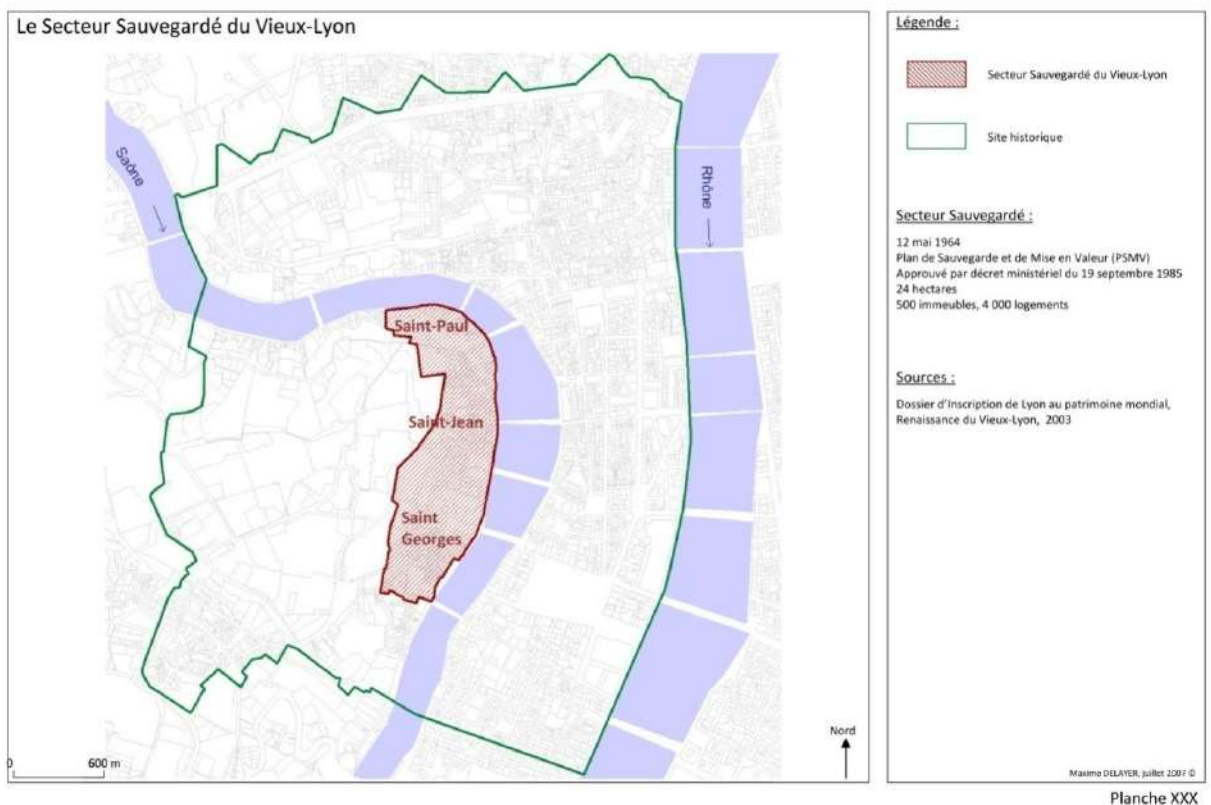 Le Secteur Sauvegardé du Vieux-Lyon
Saône
Rhône
Saint-Paul
Saint-Jean
Saint
Georges
0
600 m
Nord
Légende :
Secteur Sauvegardé du Vieux-Lyon
Site historique
Secteur Sauvegardé :
12 mai 1964
Plan de Sauvegarde et de Mise en Valeur (PSMV)
Approuvé par décret ministériel du 19 septembre 1985
24 hectares
500 immeubles, 4 000 logements
Sources :
Dossier d'Inscription de Lyon au patrimoine mondial,
Renaissance du Vieux-Lyon, 2003
Maxime DELAYER, juillet 2007 ©
Planche XXX